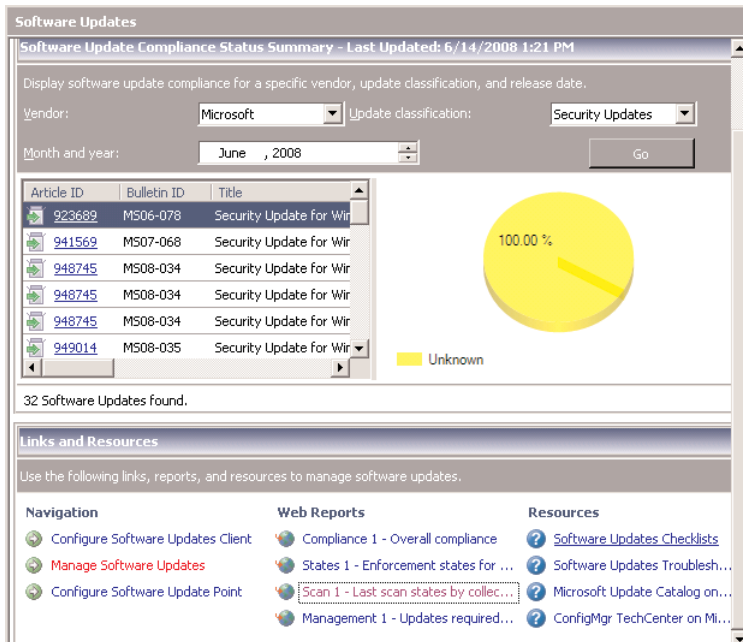 Software Updates
Software Update Compliance Status Summary - Last Updated: 6/14/2008 1:21 PM
Display software update compliance for a specific vendor, update classification, and release date.
Vendor: Microsoft Update classification: Security Updates
Month and year: June , 2008 Go
Article ID Bulletin ID Title
923689 MS06-078 Security Update for Wir
941569 MS07-068 Security Update for Wir
948745 MS08-034 Security Update for Wir
948745 MS08-034 Security Update for Wir
948745 MS08-034 Security Update for Wir
949014 MS08-035 Security Update for Wir
100.00 %
Unknown
32 Software Updates found.
Links and Resources
Use the following links, reports, and resources to manage software updates.
Navigation
Configure Software Updates Client
Manage Software Updates
Configure Software Update Point
Web Reports
Compliance 1 - Overall compliance
States 1 - Enforcement states for ...
Scan 1 - Last scan states by collec...
Management 1 - Updates required...
Resources
Software Updates Checklists
Software Updates Troublesh...
Microsoft Update Catalog on...
ConfigMgr TechCenter on Mi...